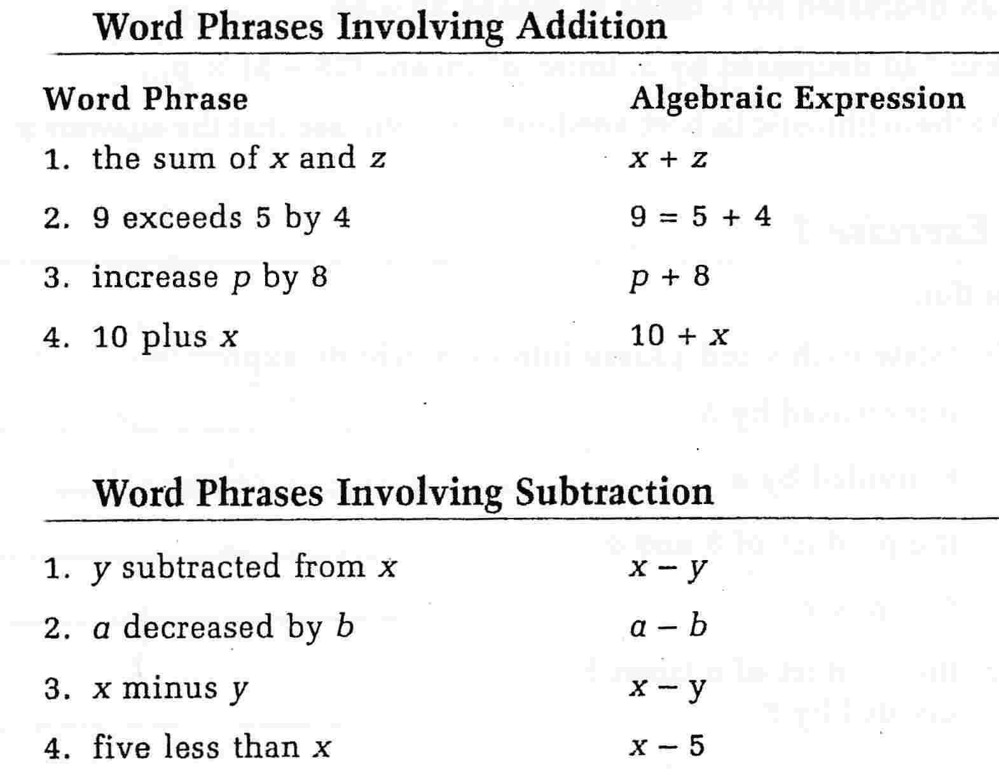 Word Phrases Involving Addition
Word Phrase Algebraic Expression
1. the sum of x and z x + z
2. 9 exceeds 5 by 4 9 = 5 + 4
3. increase p by 8 p + 8
4. 10 plus x 10 + x
Word Phrases Involving Subtraction
1. y subtracted from x x − y
2. a decreased by b a − b
3. x minus y x − y
4. five less than x x − 5